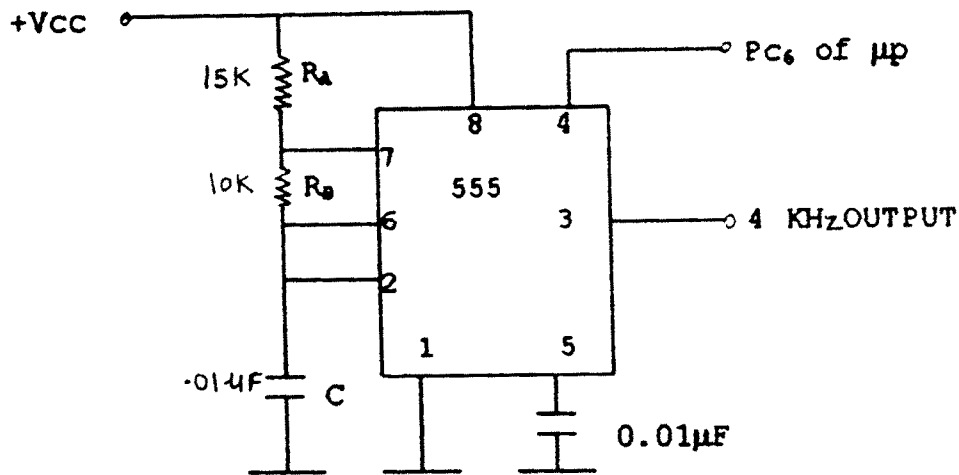 +Vcc
Pc₆ of μp
15K RA
8 4
7
10K RB
555
6 3 4 KHz OUTPUT
2
1 5
.01μF C
0.01μF